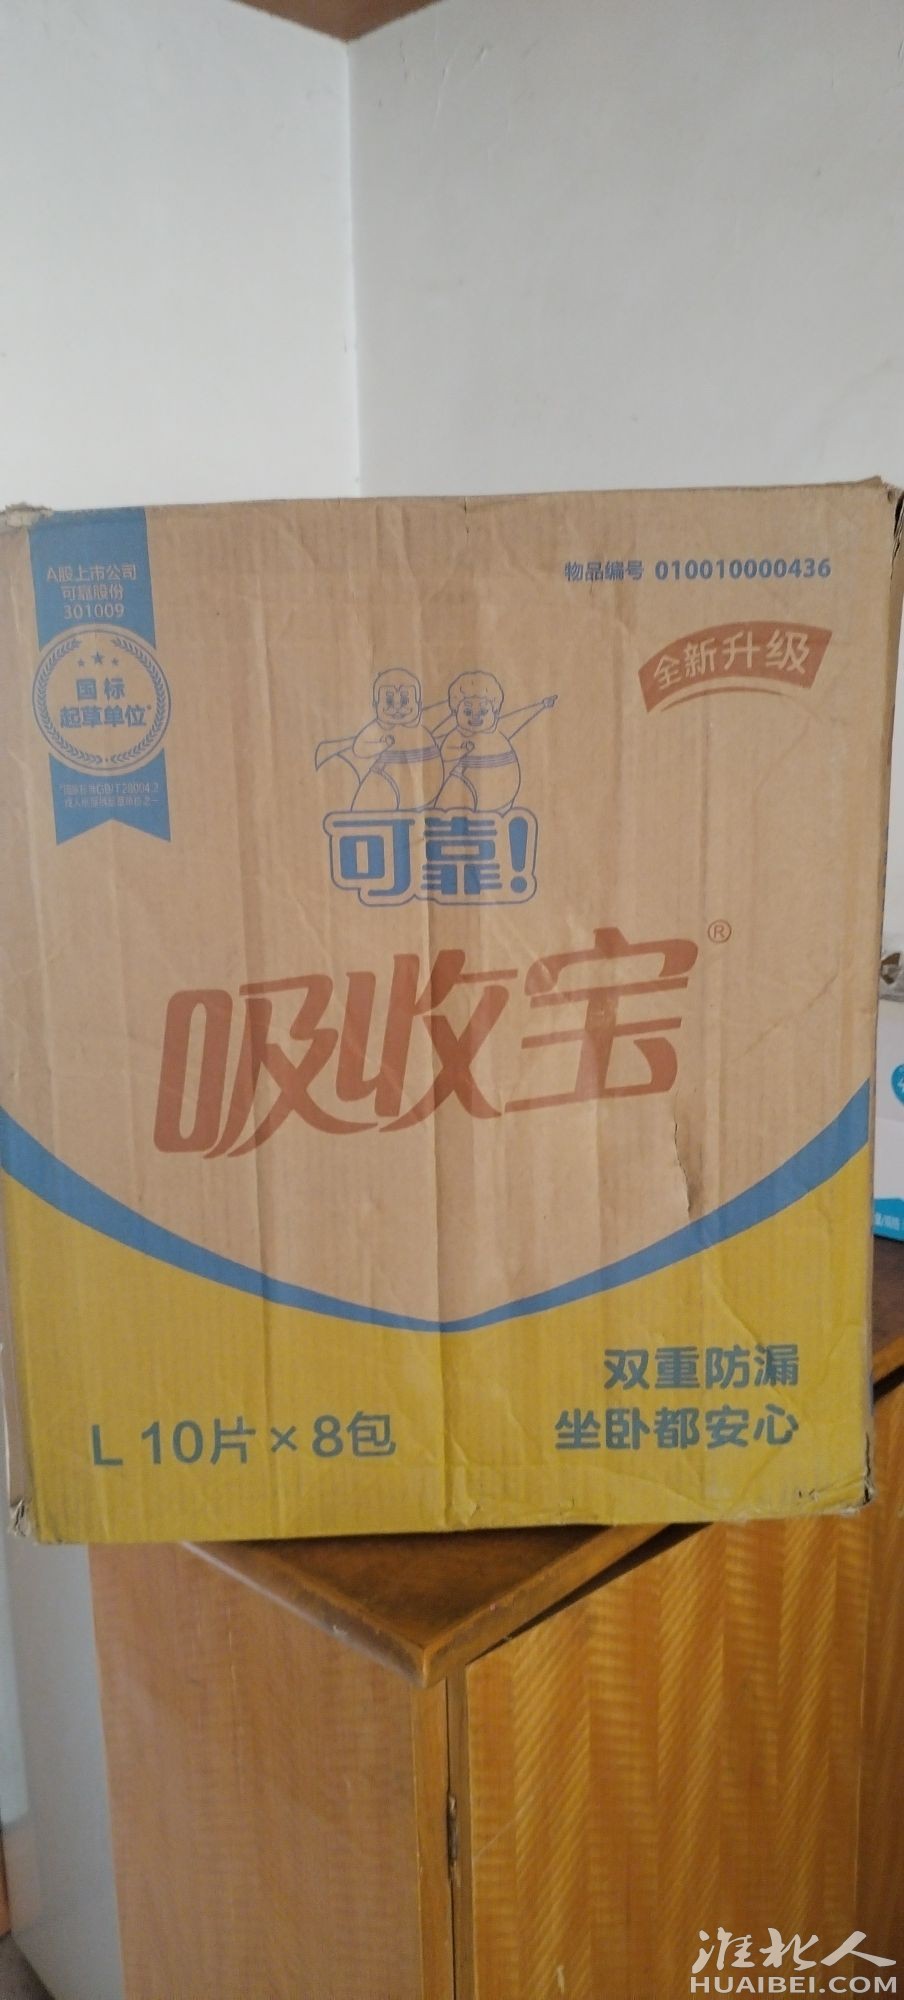 A股上市公司
可靠股份
301009
国标
起草单位*
物品编号 010010000436
全新升级
可靠!
吸收宝®
双重防漏
坐卧都安心
L 10片×8包
淮北人
HUAIBEI.COM